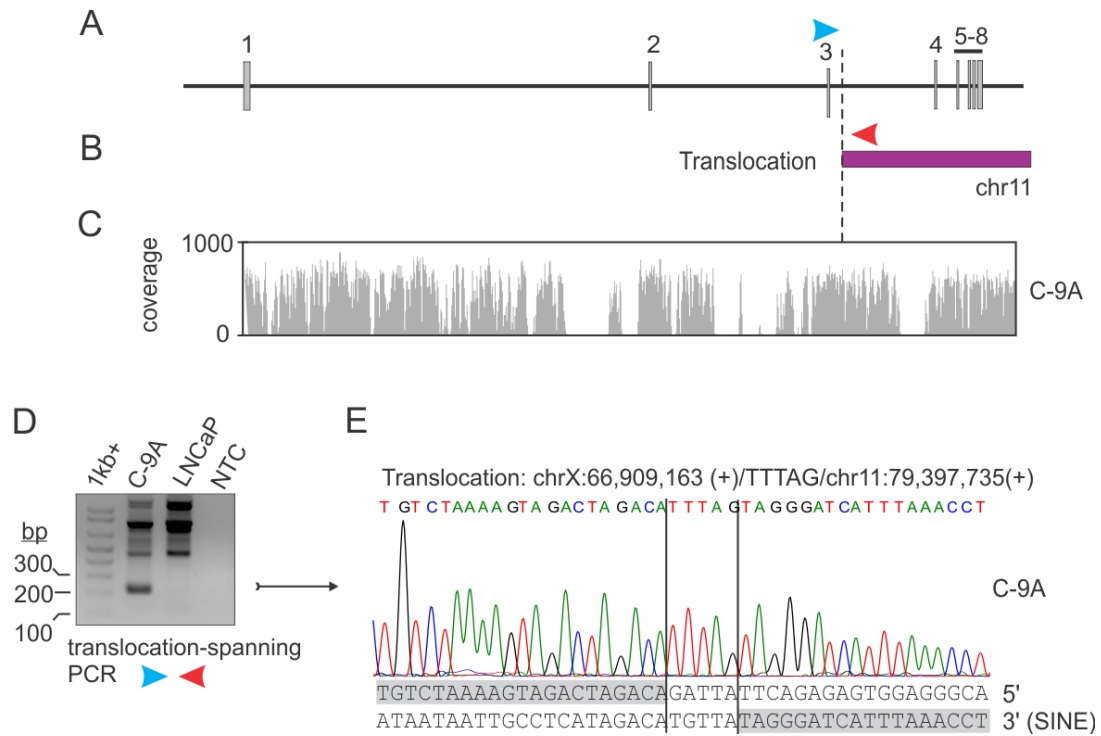 A
1
2
3
4
5-8
B
Translocation
chr11
C
coverage
1000
0
C-9A
D
1kb+
C-9A
LNCaP
NTC
bp
300
200
100
translocation-spanning
PCR
E
Translocation: chrX:66,909,163 (+)/TTTAG/chr11:79,397,735(+)
TGTCTAAAAGTAGACTAGACATTTAGTAGGGATCATTTAAACCT
C-9A
TGTCTAAAAGTAGACTAGACAGATTATTCAGAGAGTGGAGGGCA 5'
ATAATAATTGCCTCATAGACATGTTATAGGGATCATTTAAACCT 3' (SINE)